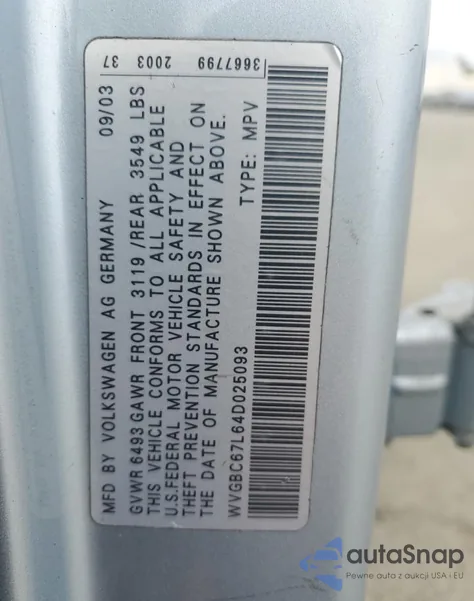 37 2003 3667799
MFD BY VOLKSWAGEN AG GERMANY 09/03
GVWR 6493 GAWR FRONT 3119 /REAR 3549 LBS
THIS VEHICLE CONFORMS TO ALL APPLICABLE
U.S.FEDERAL MOTOR VEHICLE SAFETY AND
THEFT PREVENTION STANDARDS IN EFFECT ON
THE DATE OF MANUFACTURE SHOWN ABOVE.
WVGBC67L64D025093 TYPE: MPV
autoSnap
Pewne auta z aukcji USA i EU